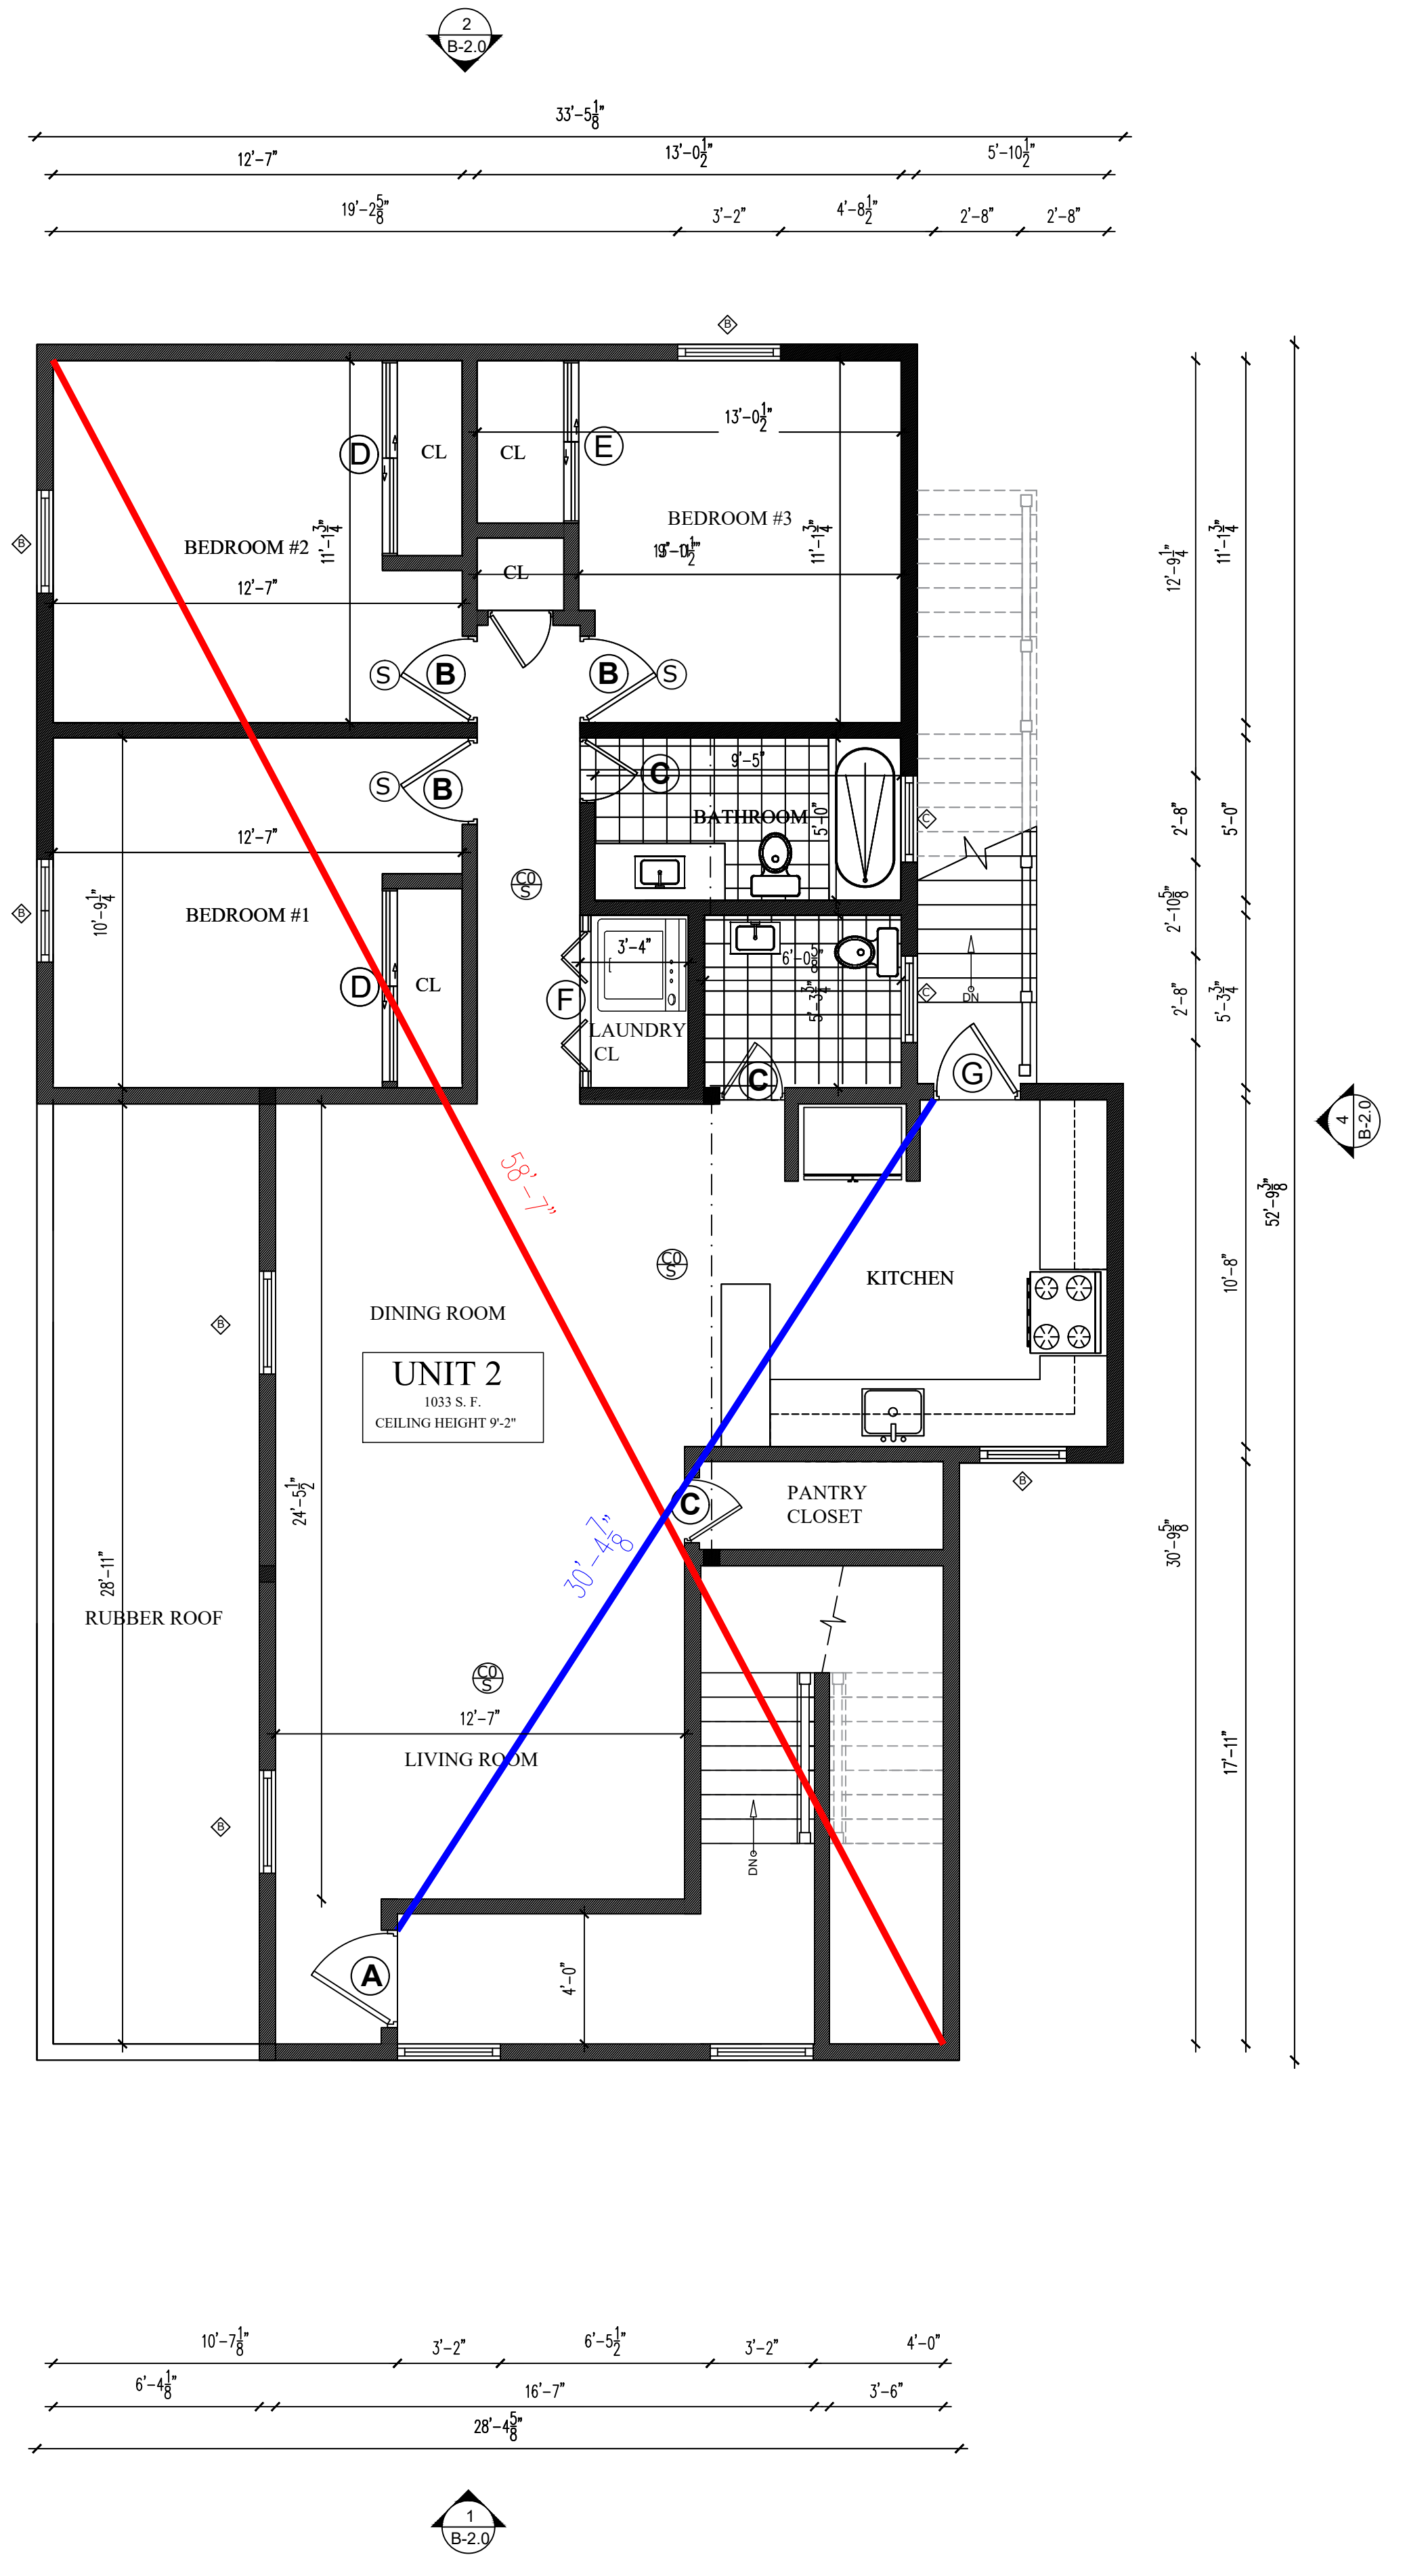 2
B-2.0
33'-5 1/8"
12'-7"
13'-0 1/2"
5'-10 1/2"
19'-2 5/8"
3'-2"
4'-8 1/2"
2'-8"
2'-8"
B
13'-0 1/2"
D
CL
CL
E
BEDROOM #2
11'-1 3/4"
BEDROOM #3
11'-1 3/4"
12'-9 1/4"
11'-1 3/4"
B
CL
12'-7"
S
B
B
S
S
B
C
9'-5"
12'-7"
BATHROOM
5'-0"
C
2'-8"
5'-0"
C0
S
B
BEDROOM #1
10'-9 1/4"
2'-10 5/8"
3'-4"
6'-0 5/8"
D
CL
F
5'-3 3/4"
C
DN
2'-8"
5'-3 3/4"
LAUNDRY
CL
C
G
4
B-2.0
58'-7"
52'-9 3/8"
C0
S
KITCHEN
10'-8"
DINING ROOM
B
UNIT 2
1033 S. F.
CEILING HEIGHT 9'-2"
B
24'-5 1/2"
C
PANTRY
CLOSET
30'-4 7/8"
30'-9 5/8"
28'-11"
RUBBER ROOF
C0
S
12'-7"
LIVING ROOM
17'-11"
B
DN
A
4'-0"
10'-7 1/8"
3'-2"
6'-5 1/2"
3'-2"
4'-0"
6'-4 1/8"
16'-7"
3'-6"
28'-4 5/8"
1
B-2.0